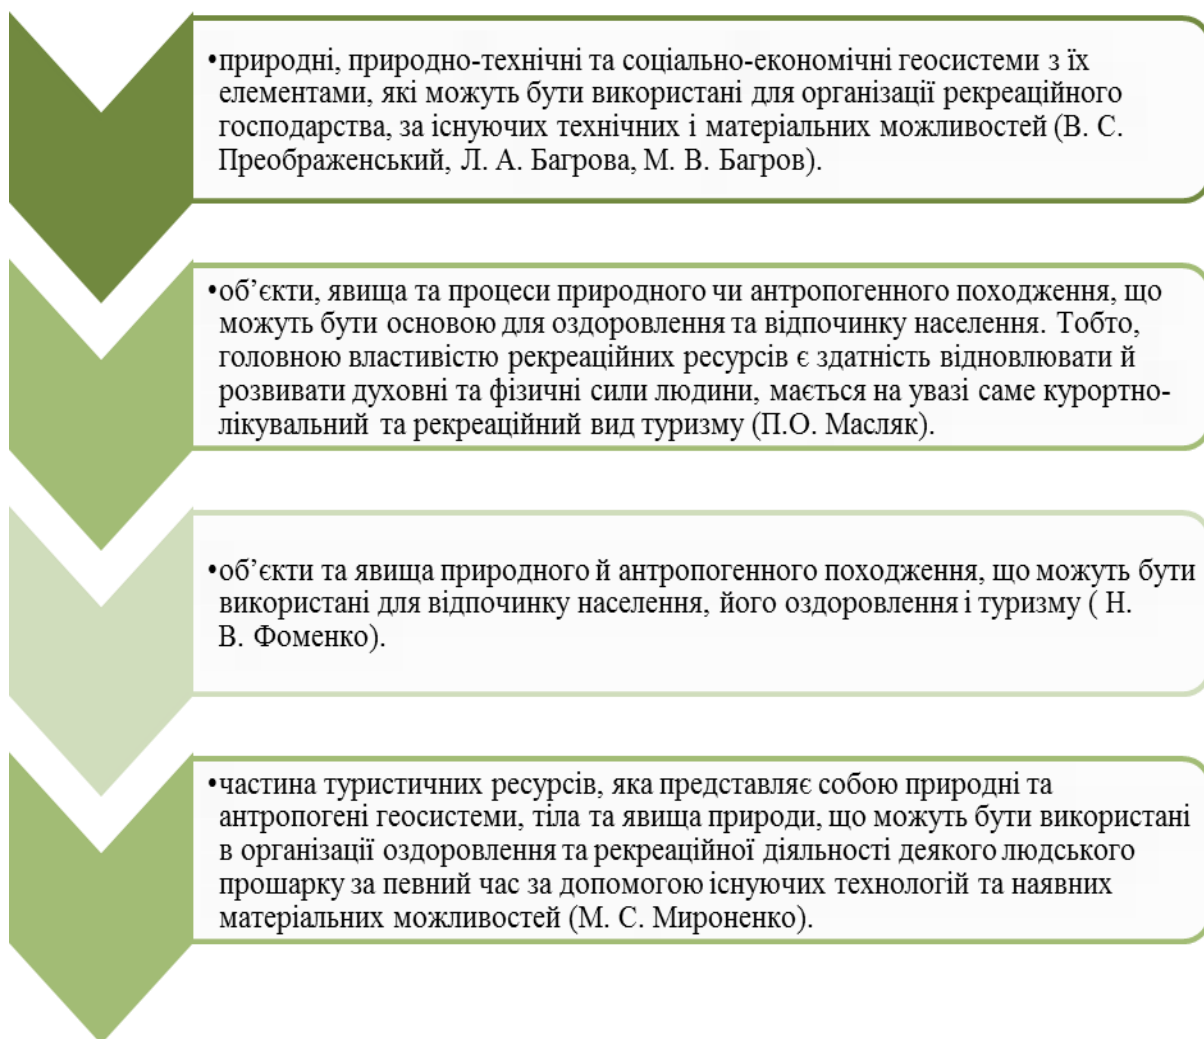 •природні, природно-технічні та соціально-економічні геосистеми з їх
елементами, які можуть бути використані для організації рекреаційного
господарства, за існуючих технічних і матеріальних можливостей (В. С.
Преображенський, Л. А. Багрова, М. В. Багров).
•об’єкти, явища та процеси природного чи антропогенного походження, що
можуть бути основою для оздоровлення та відпочинку населення. Тобто,
головною властивістю рекреаційних ресурсів є здатність відновлювати й
розвивати духовні та фізичні сили людини, мається на увазі саме курортно-
лікувальний та рекреаційний вид туризму (П.О. Масляк).
•об’єкти та явища природного й антропогенного походження, що можуть бути
використані для відпочинку населення, його оздоровлення і туризму ( Н.
В. Фоменко).
•частина туристичних ресурсів, яка представляє собою природні та
антропогені геосистеми, тіла та явища природи, що можуть бути використані
в організації оздоровлення та рекреаційної діяльності деякого людського
прошарку за певний час за допомогою існуючих технологій та наявних
матеріальних можливостей (М. С. Мироненко).